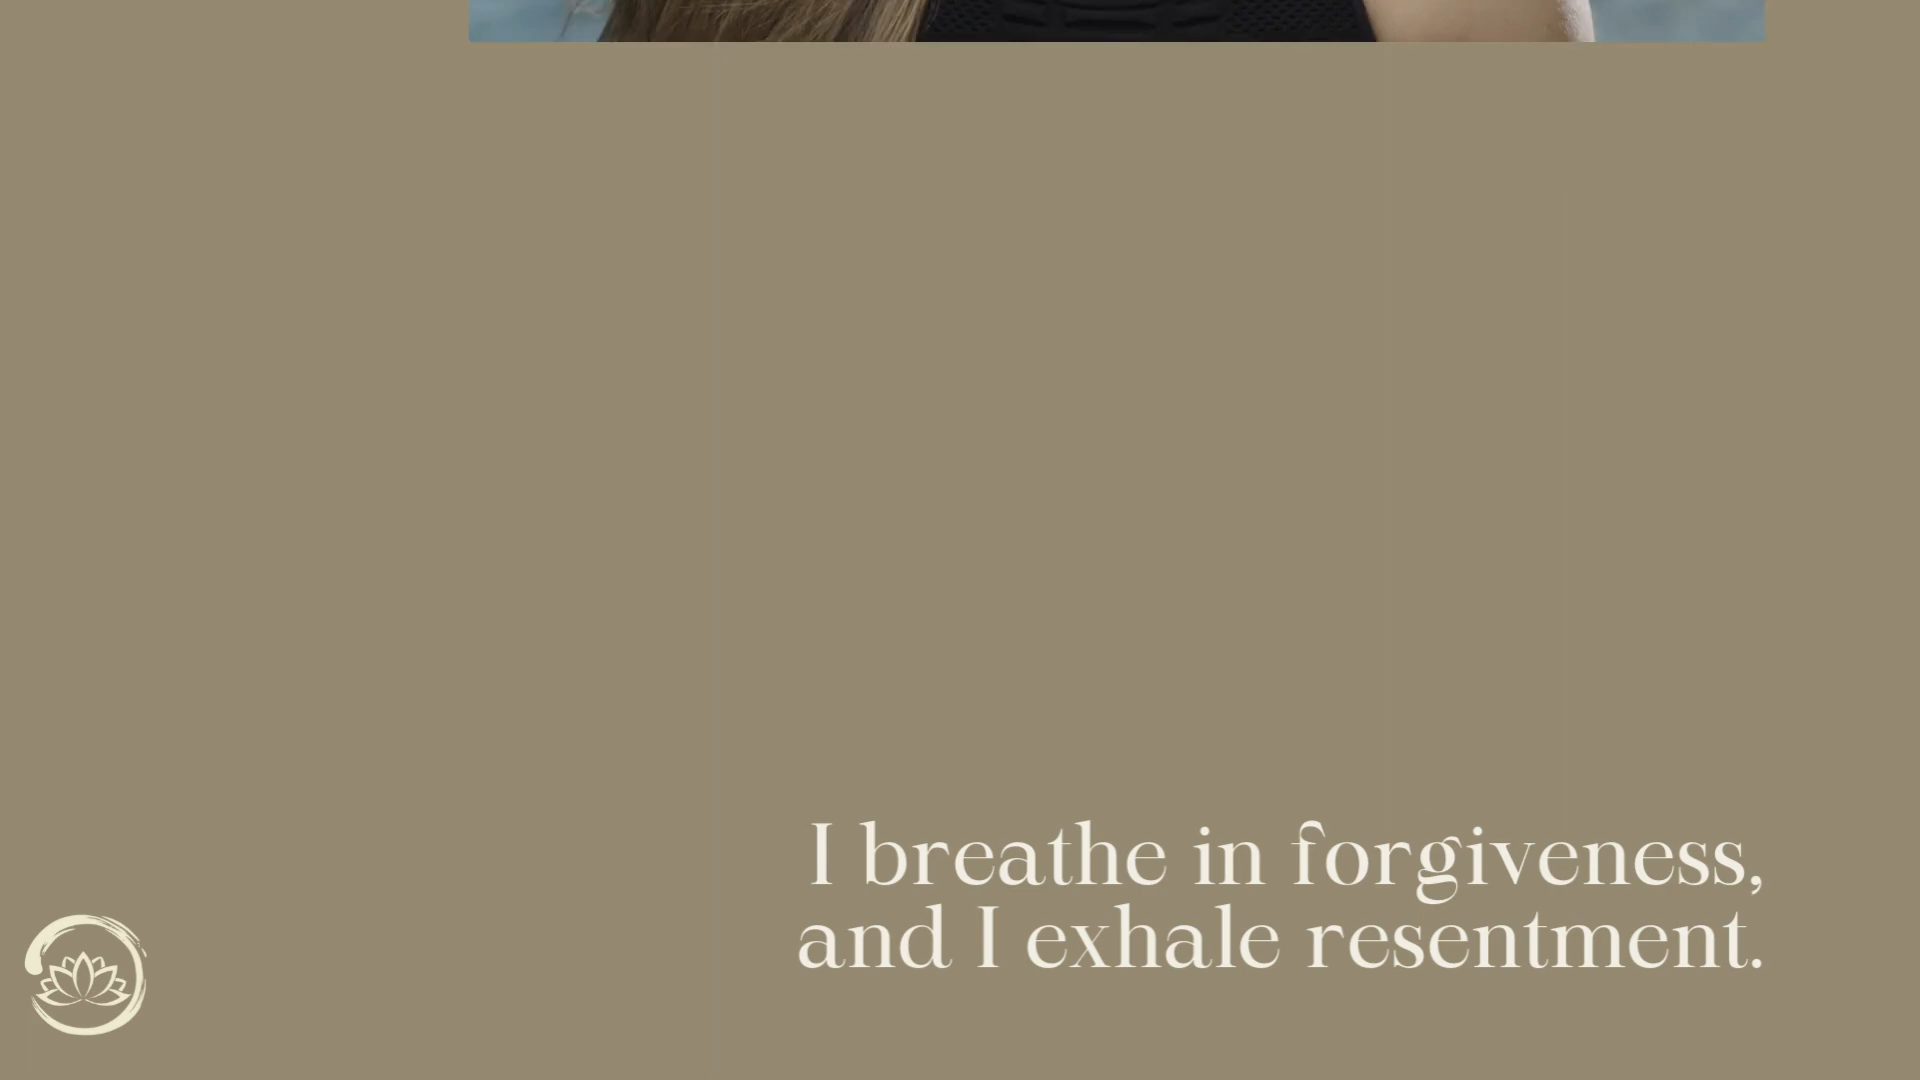 I breathe in forgiveness,
and I exhale resentment.